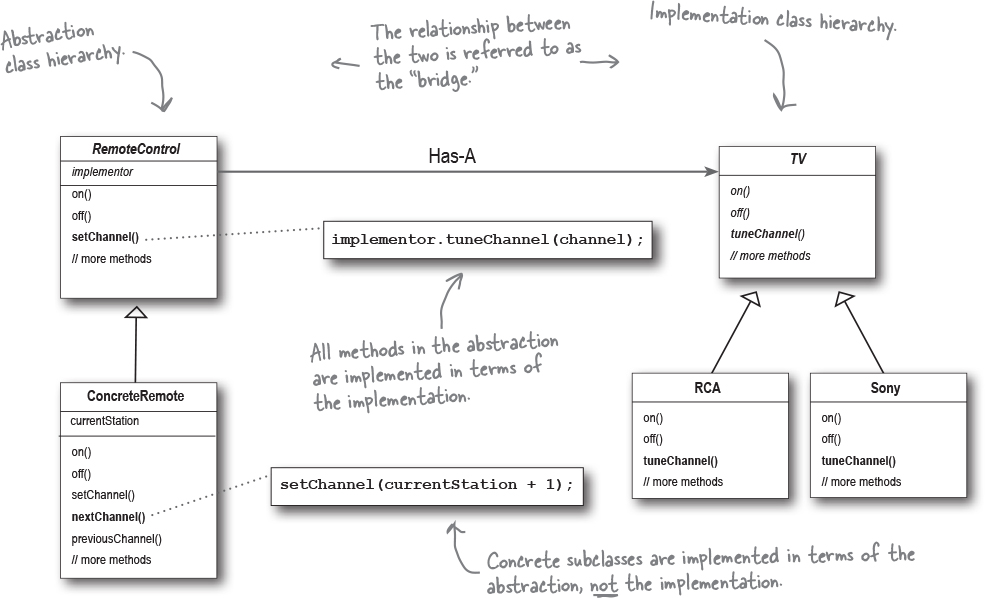 Abstraction
class hierarchy.
The relationship between
the two is referred to as
the “bridge.”
Implementation class hierarchy.
RemoteControl
implementor
on()
off()
setChannel()
// more methods
Has-A
TV
on()
off()
tuneChannel()
// more methods
implementor.tuneChannel(channel);
All methods in the abstraction
are implemented in terms of
the implementation.
ConcreteRemote
currentStation
on()
off()
setChannel()
nextChannel()
previousChannel()
// more methods
setChannel(currentStation + 1);
RCA
on()
off()
tuneChannel()
// more methods
Sony
on()
off()
tuneChannel()
// more methods
Concrete subclasses are implemented in terms of the
abstraction, not the implementation.